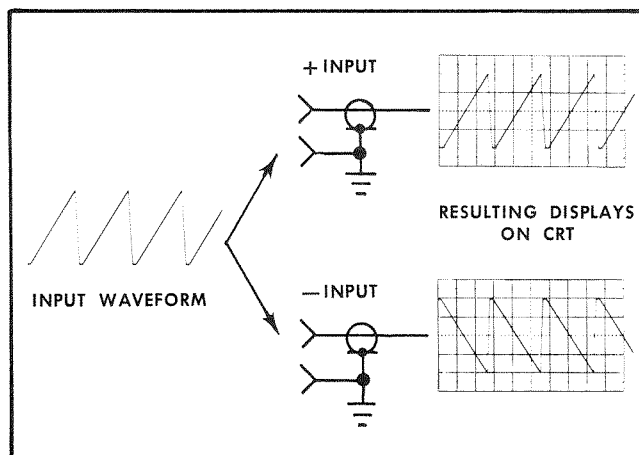 + INPUT
RESULTING DISPLAYS
ON CRT
INPUT WAVEFORM
— INPUT